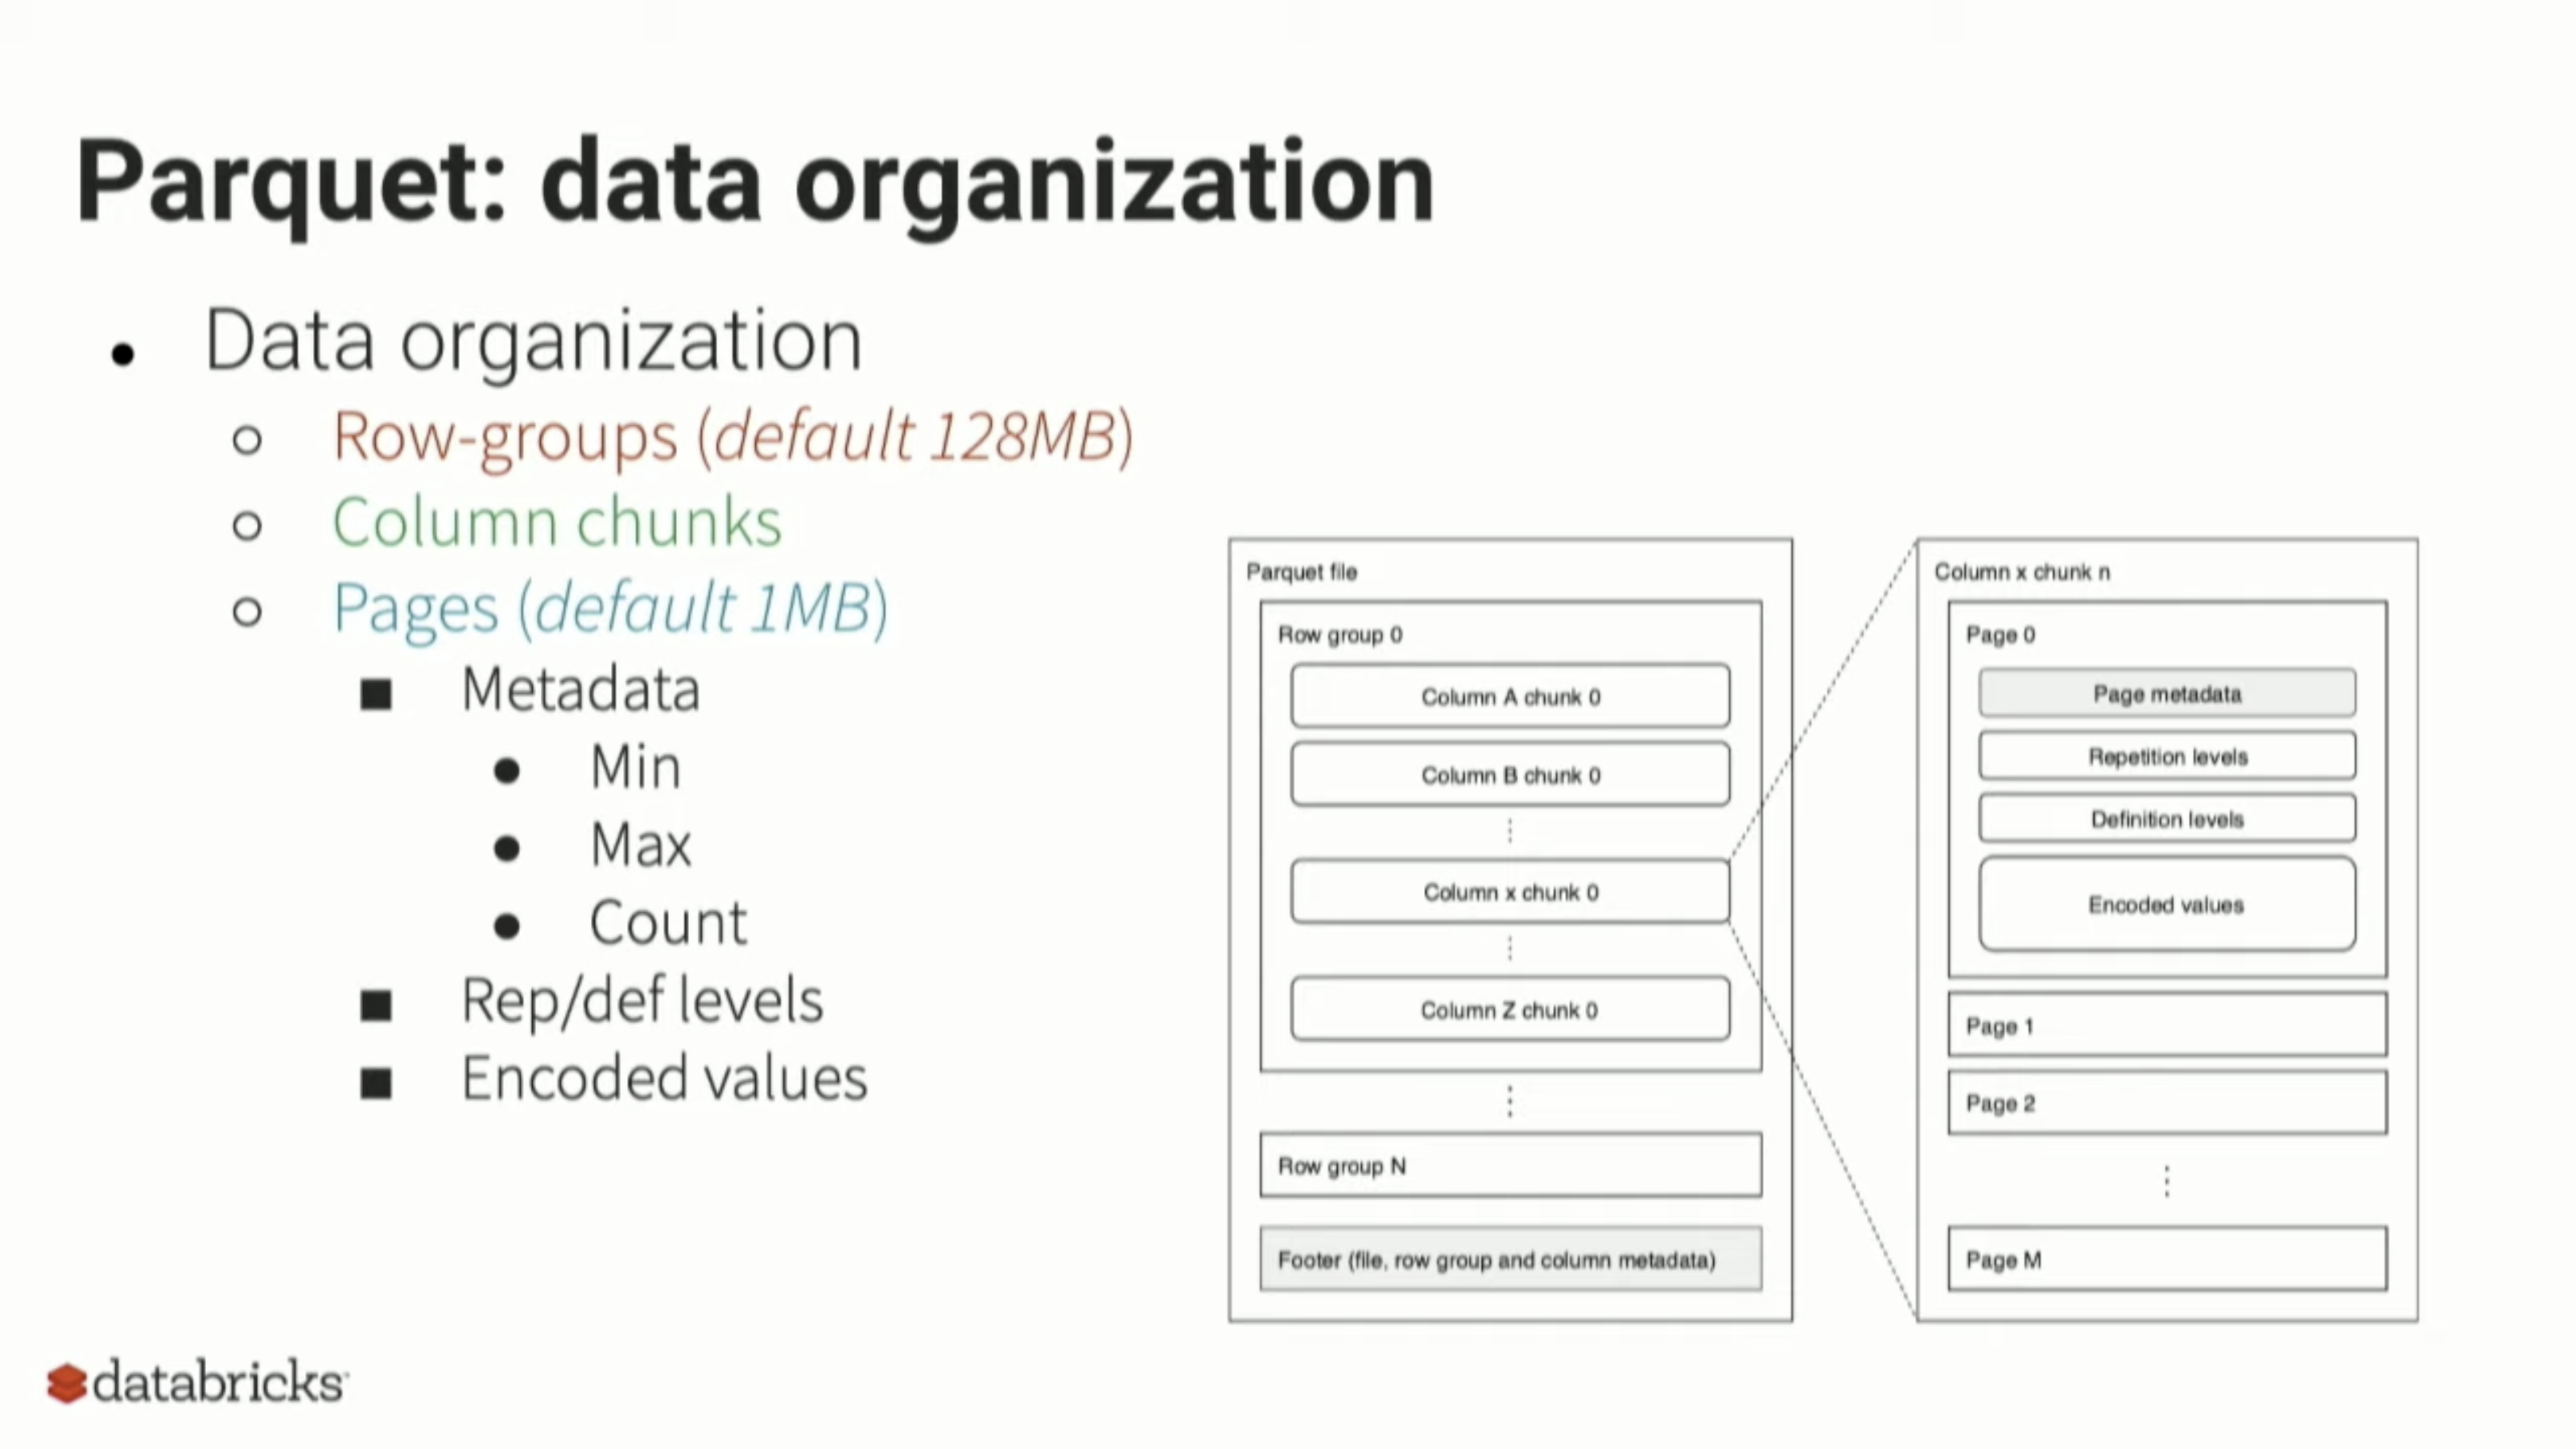 Parquet: data organization
Data organization
Row-groups (default 128MB)
Column chunks
Pages (default 1MB)
Metadata
Min
Max
Count
Rep/def levels
Encoded values
Parquet file
Row group 0
Column A chunk 0
Column B chunk 0
Column x chunk 0
Column Z chunk 0
Row group N
Footer (file, row group and column metadata)
Column x chunk n
Page 0
Page metadata
Repetition levels
Definition levels
Encoded values
Page 1
Page 2
Page M
databricks